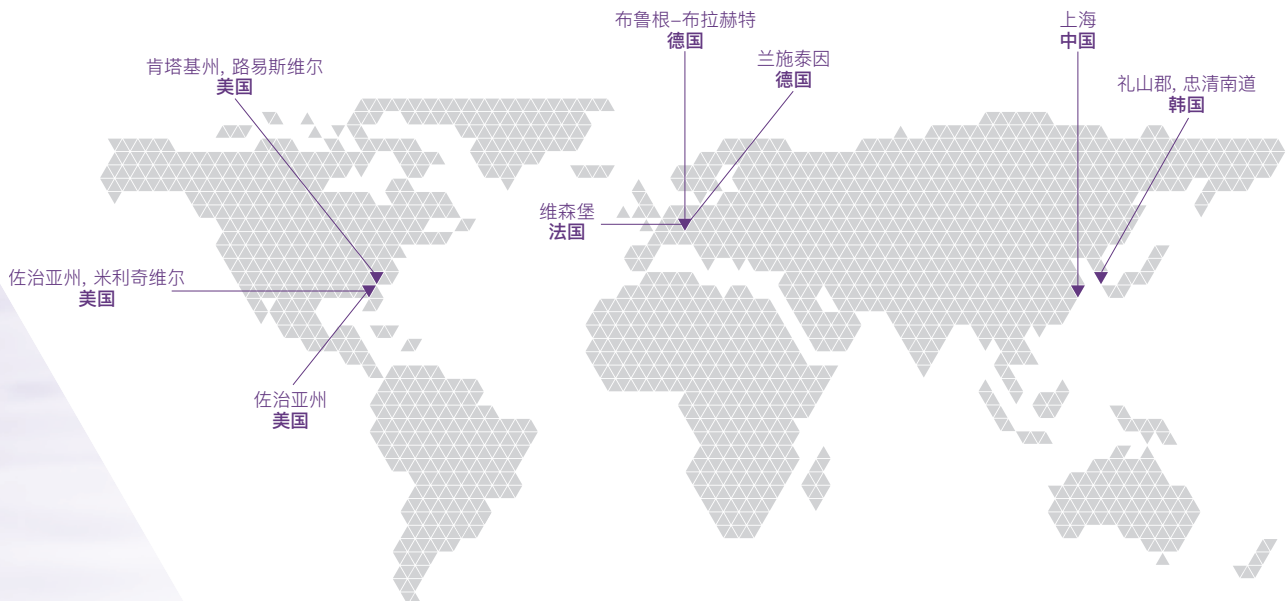 布鲁根–布拉赫特
德国
上海
中国
兰施泰因
德国
肯塔基州, 路易斯维尔
美国
礼山郡, 忠清南道
韩国
维森堡
法国
佐治亚州, 米利奇维尔
美国
佐治亚州
美国